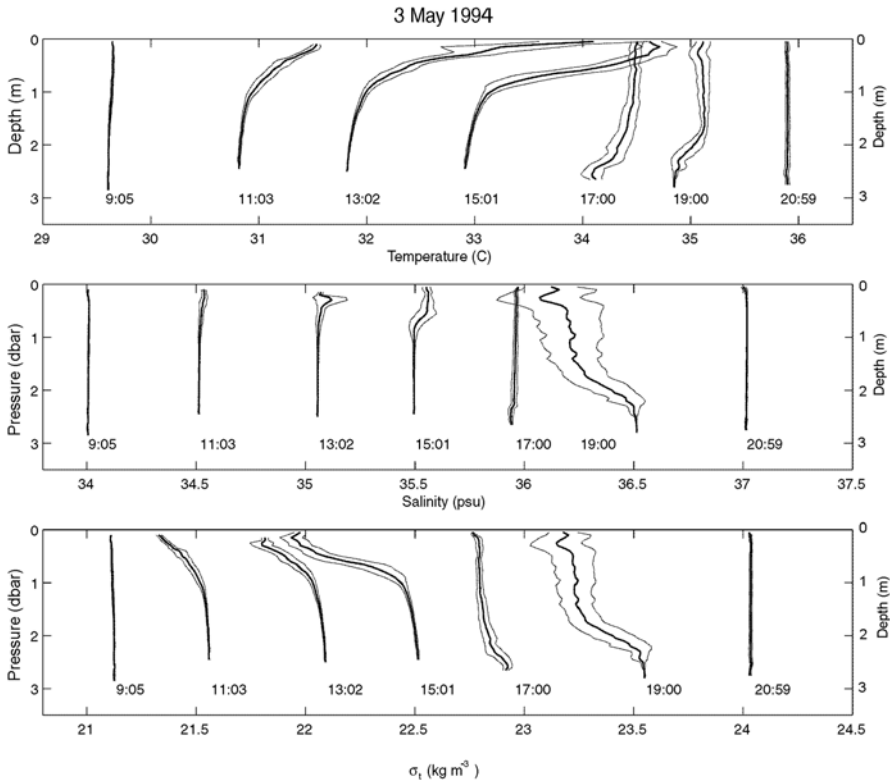 3 May 1994
0 0
1 1
2 2
3 3
Depth (m)
Depth (m)
9:05 11:03 13:02 15:01 17:00 19:00 20:59
29 30 31 32 33 34 35 36
Temperature (C)
0 0
1 1
2 2
3 3
Pressure (dbar)
Depth (m)
9:05 11:03 13:02 15:01 17:00 19:00 20:59
34 34.5 35 35.5 36 36.5 37 37.5
Salinity (psu)
0 0
1 1
2 2
3 3
Pressure (dbar)
Depth (m)
9:05 11:03 13:02 15:01 17:00 19:00 20:59
21 21.5 22 22.5 23 23.5 24 24.5
σt (kg m-3)